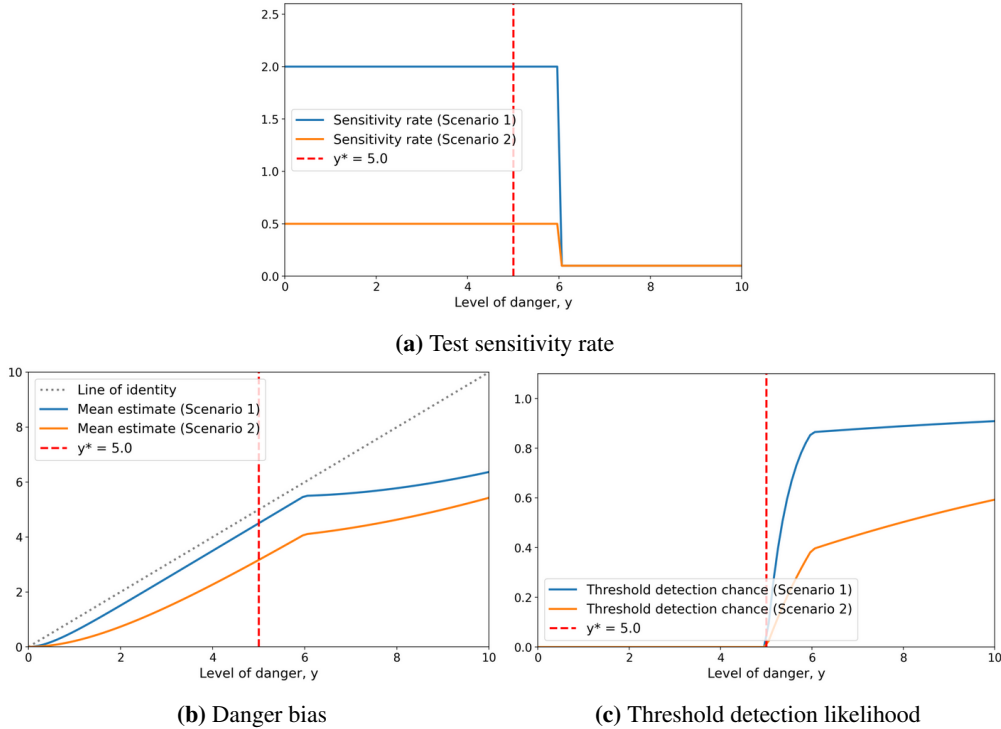 2.5
2.0
1.5
1.0
0.5
0.0
Sensitivity rate (Scenario 1)
Sensitivity rate (Scenario 2)
y* = 5.0
0 2 4 6 8 10
Level of danger, y
(a) Test sensitivity rate
10
8
6
4
2
0
Line of identity
Mean estimate (Scenario 1)
Mean estimate (Scenario 2)
y* = 5.0
0 2 4 6 8 10
Level of danger, y
(b) Danger bias
1.0
0.8
0.6
0.4
0.2
0.0
Threshold detection chance (Scenario 1)
Threshold detection chance (Scenario 2)
y* = 5.0
0 2 4 6 8 10
Level of danger, y
(c) Threshold detection likelihood